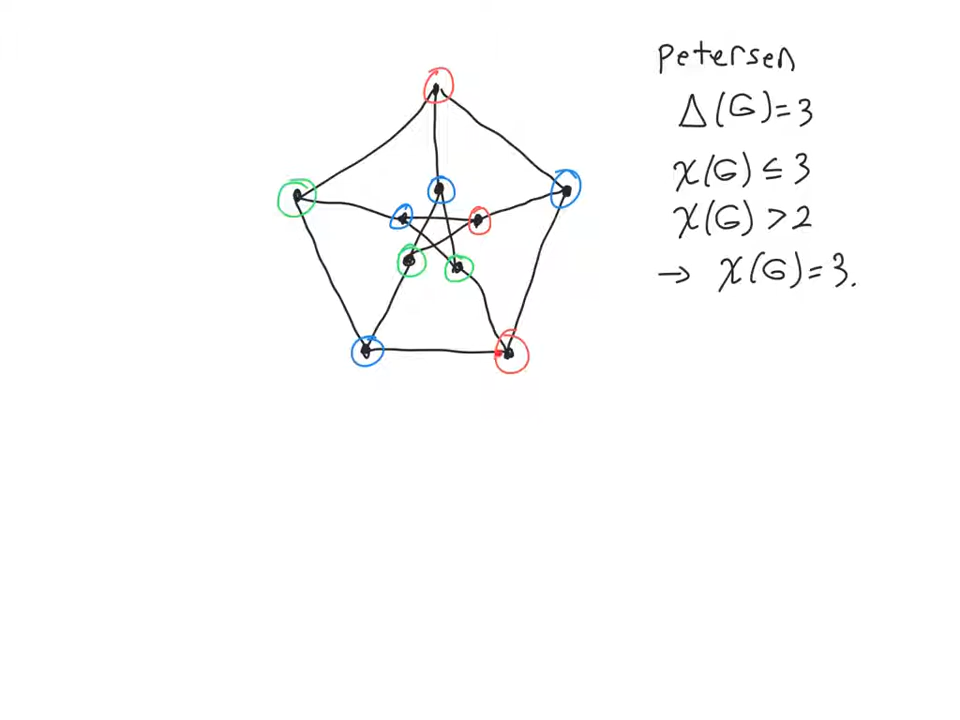 Petersen
Δ(G)=3
χ(G) ≤ 3
χ(G) > 2
→ χ(G)=3.